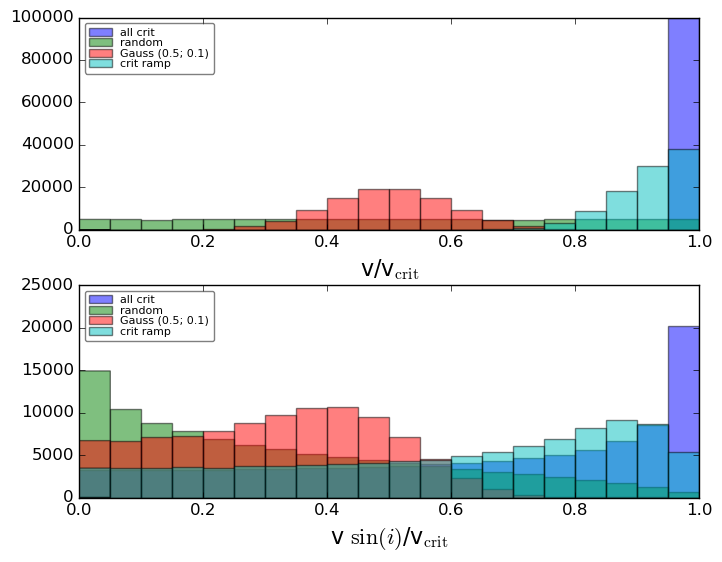 100000
80000
60000
40000
20000
0
all crit
random
Gauss (0.5; 0.1)
crit ramp
0.0 0.2 0.4 0.6 0.8 1.0
v/v_crit
25000
20000
15000
10000
5000
0
all crit
random
Gauss (0.5; 0.1)
crit ramp
0.0 0.2 0.4 0.6 0.8 1.0
v sin(i)/v_crit